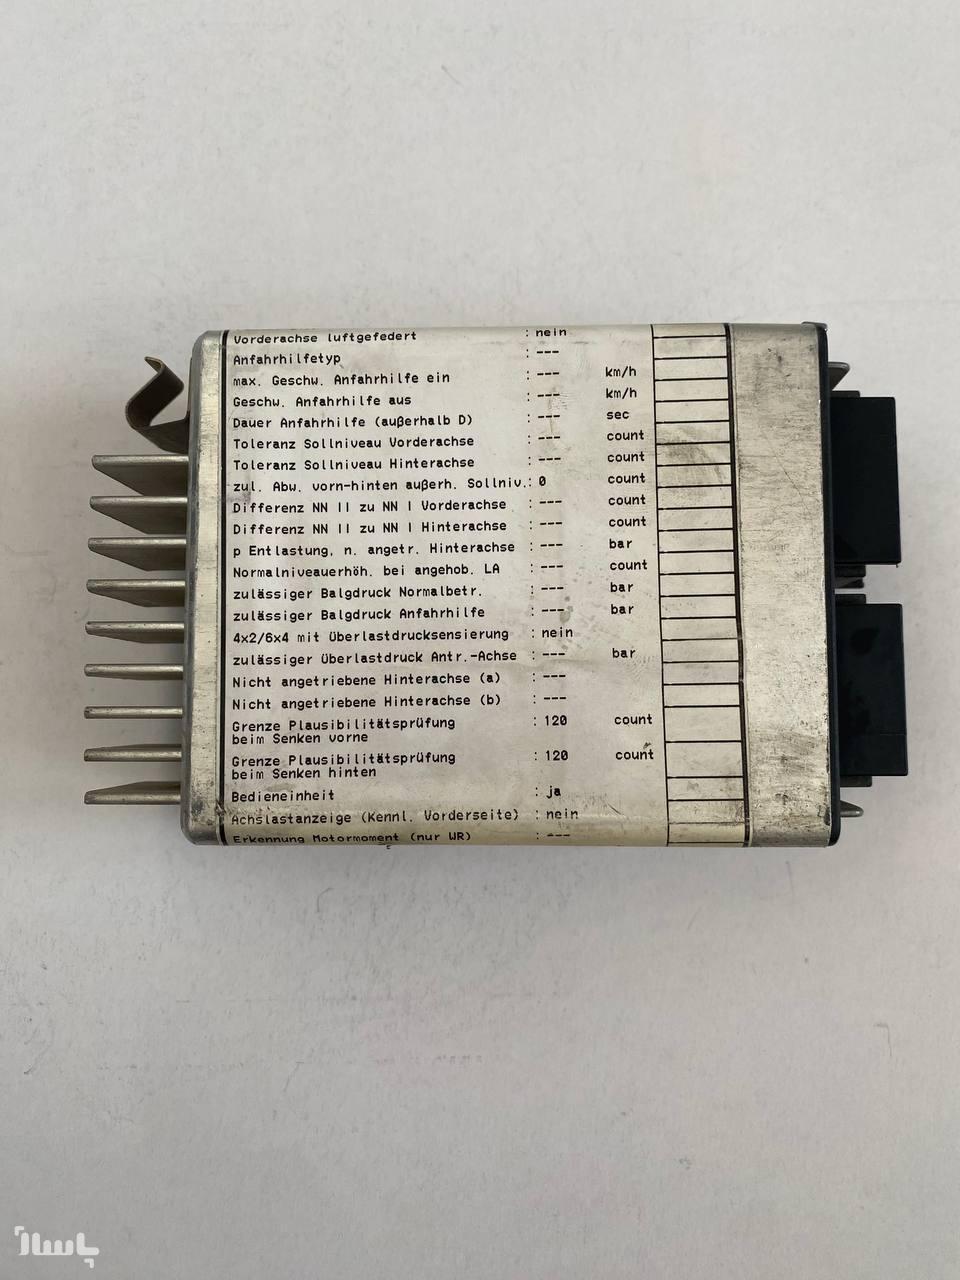 Vorderachse luftgefedert : nein
Anfahrhilfetyp : ---
max. Geschw. Anfahrhilfe ein : --- km/h
Geschw. Anfahrhilfe aus : --- km/h
Dauer Anfahrhilfe (außerhalb D) : --- sec
Toleranz Sollniveau Vorderachse : --- count
Toleranz Sollniveau Hinterachse : --- count
zul. Abw. vorn-hinten außerh. Sollniv.: 0 count
Differenz NN II zu NN I Vorderachse : --- count
Differenz NN II zu NN I Hinterachse : --- count
p Entlastung, n. angetr. Hinterachse : --- bar
Normalniveauerhöh. bei angehob. LA : --- count
zulässiger Balgdruck Normalbetr. : --- bar
zulässiger Balgdruck Anfahrhilfe : --- bar
4x2/6x4 mit Überlastdrucksensierung : nein
zulässiger Überlastdruck Antr.-Achse : --- bar
Nicht angetriebene Hinterachse (a) : ---
Nicht angetriebene Hinterachse (b) : ---
Grenze Plausibilitätsprüfung : 120 count
beim Senken vorne
Grenze Plausibilitätsprüfung : 120 count
beim Senken hinten
Bedieneinheit : ja
Achslastanzeige (Kennl. Vorderseite) : nein
Erkennung Motormoment (nur WR) : ---
باسلام